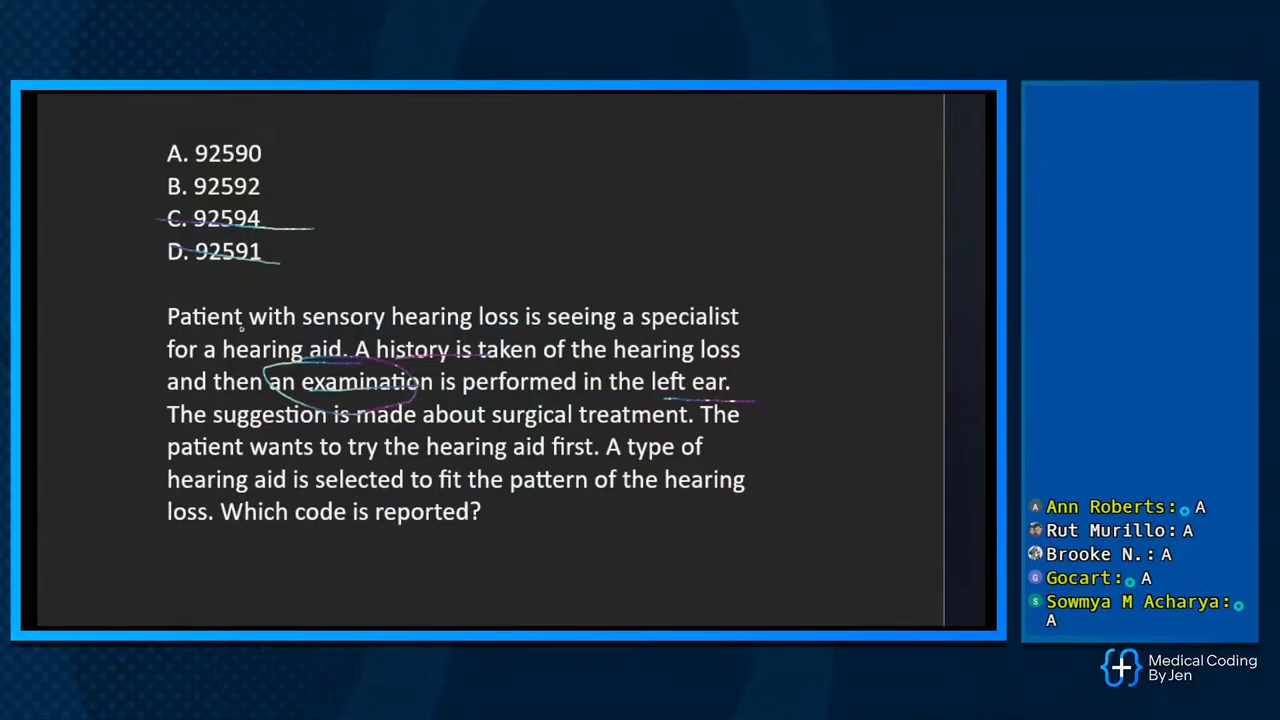 A. 92590
B. 92592
C. 92594
D. 92591
Patient with sensory hearing loss is seeing a specialist
for a hearing aid. A history is taken of the hearing loss
and then an examination is performed in the left ear.
The suggestion is made about surgical treatment. The
patient wants to try the hearing aid first. A type of
hearing aid is selected to fit the pattern of the hearing
loss. Which code is reported?
A Ann Roberts: A
Rut Murillo: A
Brooke N.: A
G Gocart: A
S Sowmya M Acharya:
A
Medical Coding
By Jen